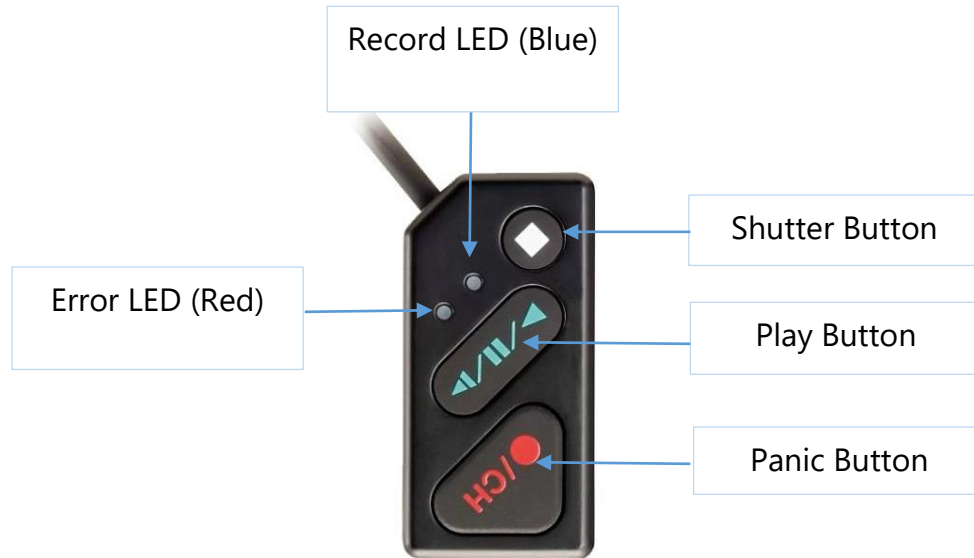 Record LED (Blue)
Shutter Button
Error LED (Red)
Play Button
Panic Button
/CH